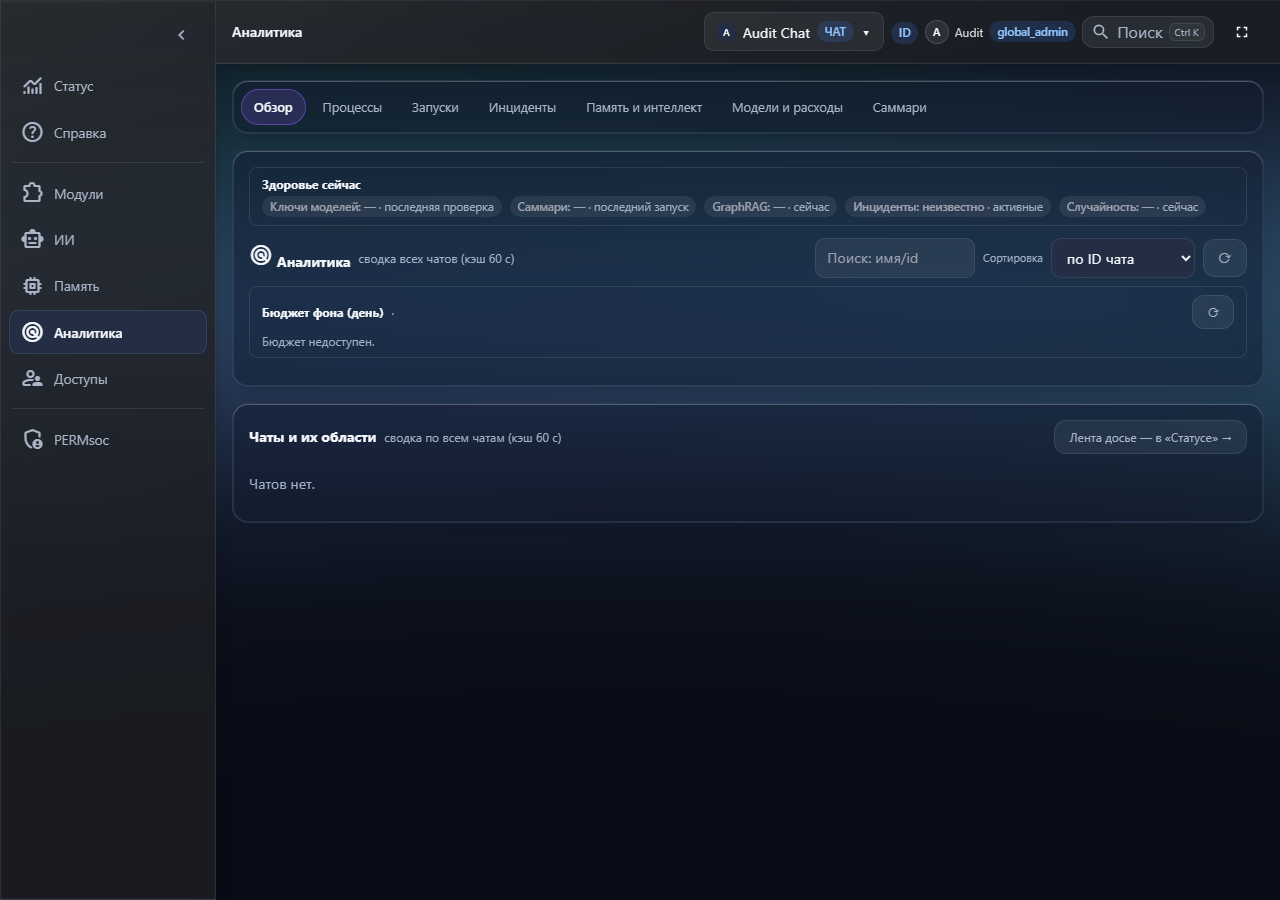 Аналитика
A Audit Chat ЧАТ ▾ ID A Audit global_admin Поиск Ctrl K
Статус
Справка
Модули
ИИ
Память
Аналитика
Доступы
PERMsoc
Обзор Процессы Запуски Инциденты Память и интеллект Модели и расходы Саммари
Здоровье сейчас
Ключи моделей: — · последняя проверка Саммари: — · последний запуск GraphRAG: — · сейчас Инциденты: неизвестно · активные Случайность: — · сейчас
Аналитика сводка всех чатов (кэш 60 с) Поиск: имя/id Сортировка по ID чата ⟳
Бюджет фона (день) · ⟳
Бюджет недоступен.
Чаты и их области сводка по всем чатам (кэш 60 с) Лента досье — в «Статусе» →
Чатов нет.